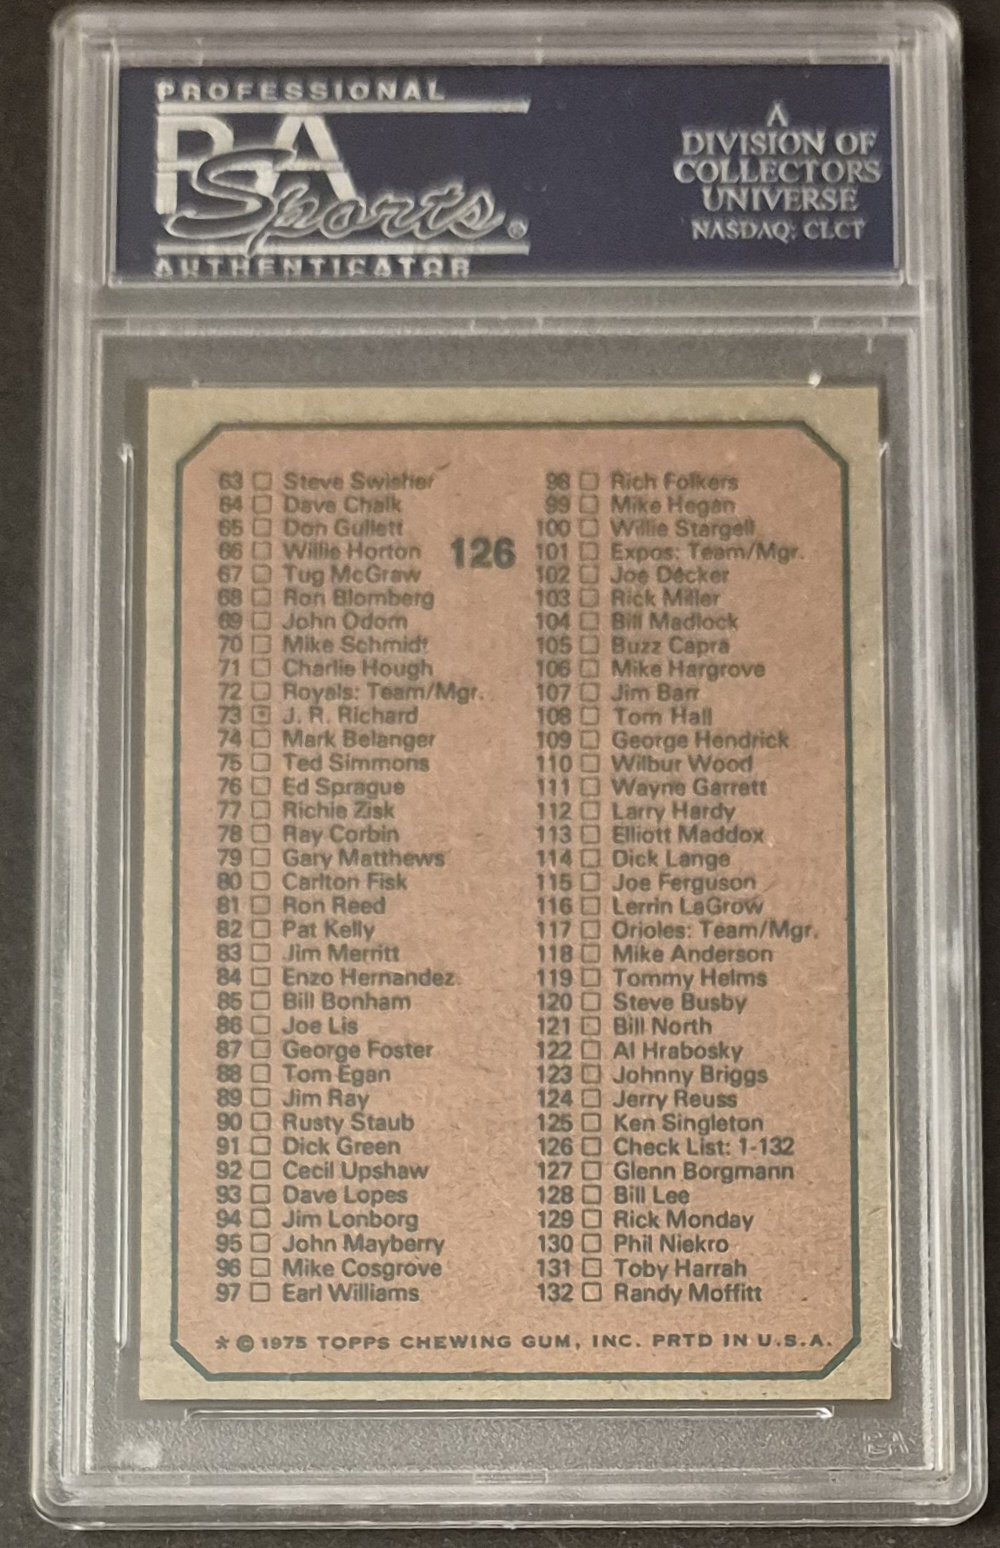 PROFESSIONAL
PSA
Sports®
AUTHENTICATOR
A
DIVISION OF
COLLECTORS
UNIVERSE
NASDAQ: CLCT
63 Steve Swisher
64 Dave Chalk
65 Don Gullett
66 Willie Horton
67 Tug McGraw
68 Ron Blomberg
69 John Odom
70 Mike Schmidt
71 Charlie Hough
72 Royals: Team/Mgr.
73 J. R. Richard
74 Mark Belanger
75 Ted Simmons
76 Ed Sprague
77 Richie Zisk
78 Ray Corbin
79 Gary Matthews
80 Carlton Fisk
81 Ron Reed
82 Pat Kelly
83 Jim Merritt
84 Enzo Hernandez
85 Bill Bonham
86 Joe Lis
87 George Foster
88 Tom Egan
89 Jim Ray
90 Rusty Staub
91 Dick Green
92 Cecil Upshaw
93 Dave Lopes
94 Jim Lonborg
95 John Mayberry
96 Mike Cosgrove
97 Earl Williams
126
98 Rich Folkers
99 Mike Hegan
100 Willie Stargell
101 Expos: Team/Mgr.
102 Joe Decker
103 Rick Miller
104 Bill Madlock
105 Buzz Capra
106 Mike Hargrove
107 Jim Barr
108 Tom Hall
109 George Hendrick
110 Wilbur Wood
111 Wayne Garrett
112 Larry Hardy
113 Elliott Maddox
114 Dick Lange
115 Joe Ferguson
116 Lerrin LaGrow
117 Orioles: Team/Mgr.
118 Mike Anderson
119 Tommy Helms
120 Steve Busby
121 Bill North
122 Al Hrabosky
123 Johnny Briggs
124 Jerry Reuss
125 Ken Singleton
126 Check List: 1-132
127 Glenn Borgmann
128 Bill Lee
129 Rick Monday
130 Phil Niekro
131 Toby Harrah
132 Randy Moffitt
* © 1975 TOPPS CHEWING GUM, INC. PRTD IN U.S.A.
PSA